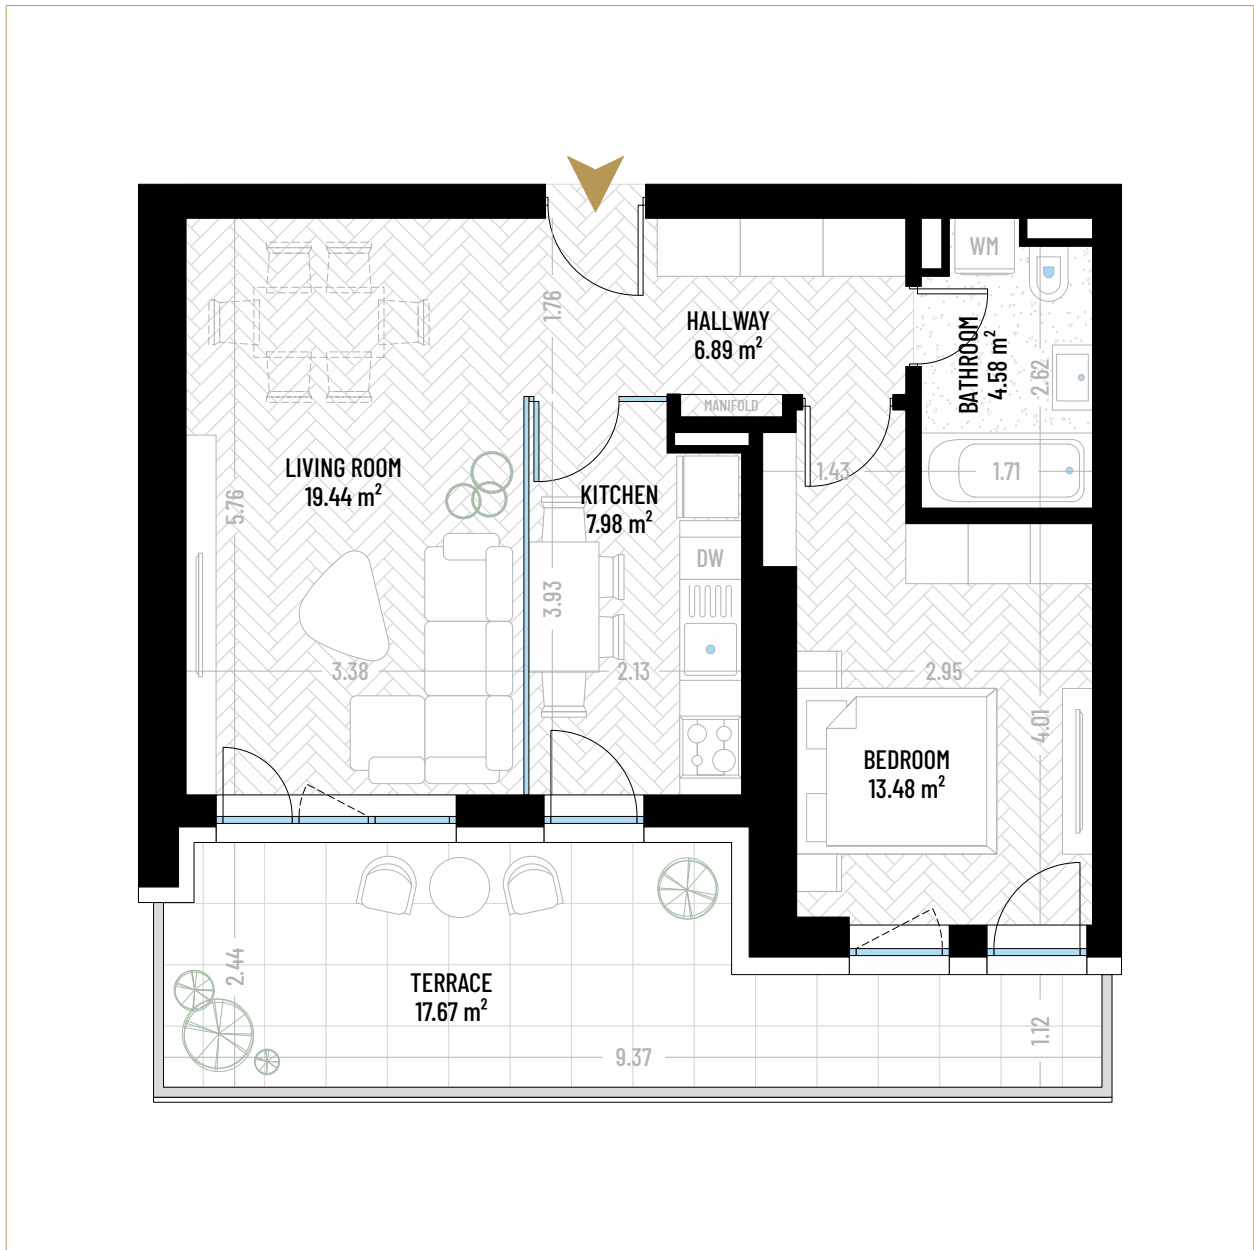 WM
1.76
HALLWAY
6.89 m²
BATHROOM
4.58 m²
2.62
MANIFOLD
LIVING ROOM
19.44 m²
5.76
1.43
1.71
KITCHEN
7.98 m²
DW
3.93
3.38
2.13
2.95
4.01
BEDROOM
13.48 m²
2.44
TERRACE
17.67 m²
1.12
9.37